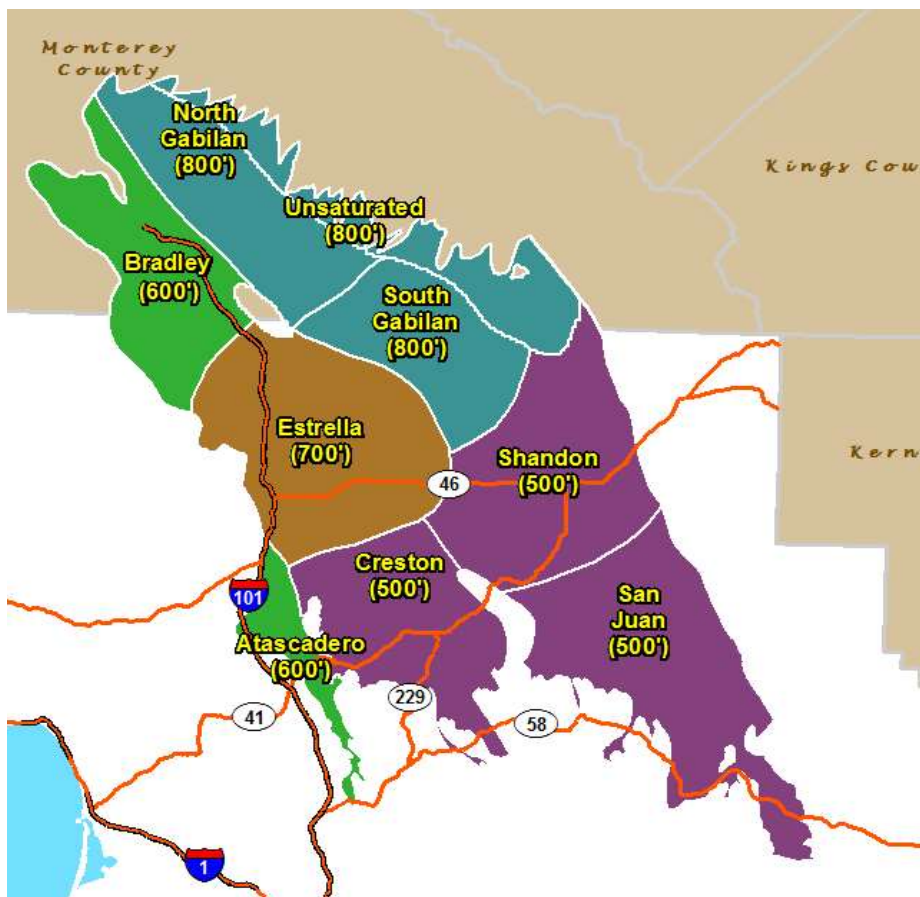 Monterey
County
North
Gabilan
(800')
Kings Cou
Unsaturated
(800')
Bradley
(600')
South
Gabilan
(800')
Estrella
(700')
Shandon
(500')
Kern
46
Creston
(500')
101
San
Juan
(500')
Atascadero
(600')
229
41
58
1